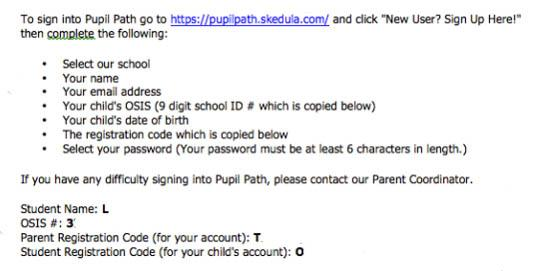 To sign into Pupil Path go to https://pupilpath.skedula.com/ and click "New User? Sign Up Here!"
then complete the following:
• Select our school
• Your name
• Your email address
• Your child's OSIS (9 digit school ID # which is copied below)
• Your child's date of birth
• The registration code which is copied below
• Select your password (Your password must be at least 6 characters in length.)
If you have any difficulty signing into Pupil Path, please contact our Parent Coordinator.
Student Name: L
OSIS #: 3
Parent Registration Code (for your account): T
Student Registration Code (for your child's account): O